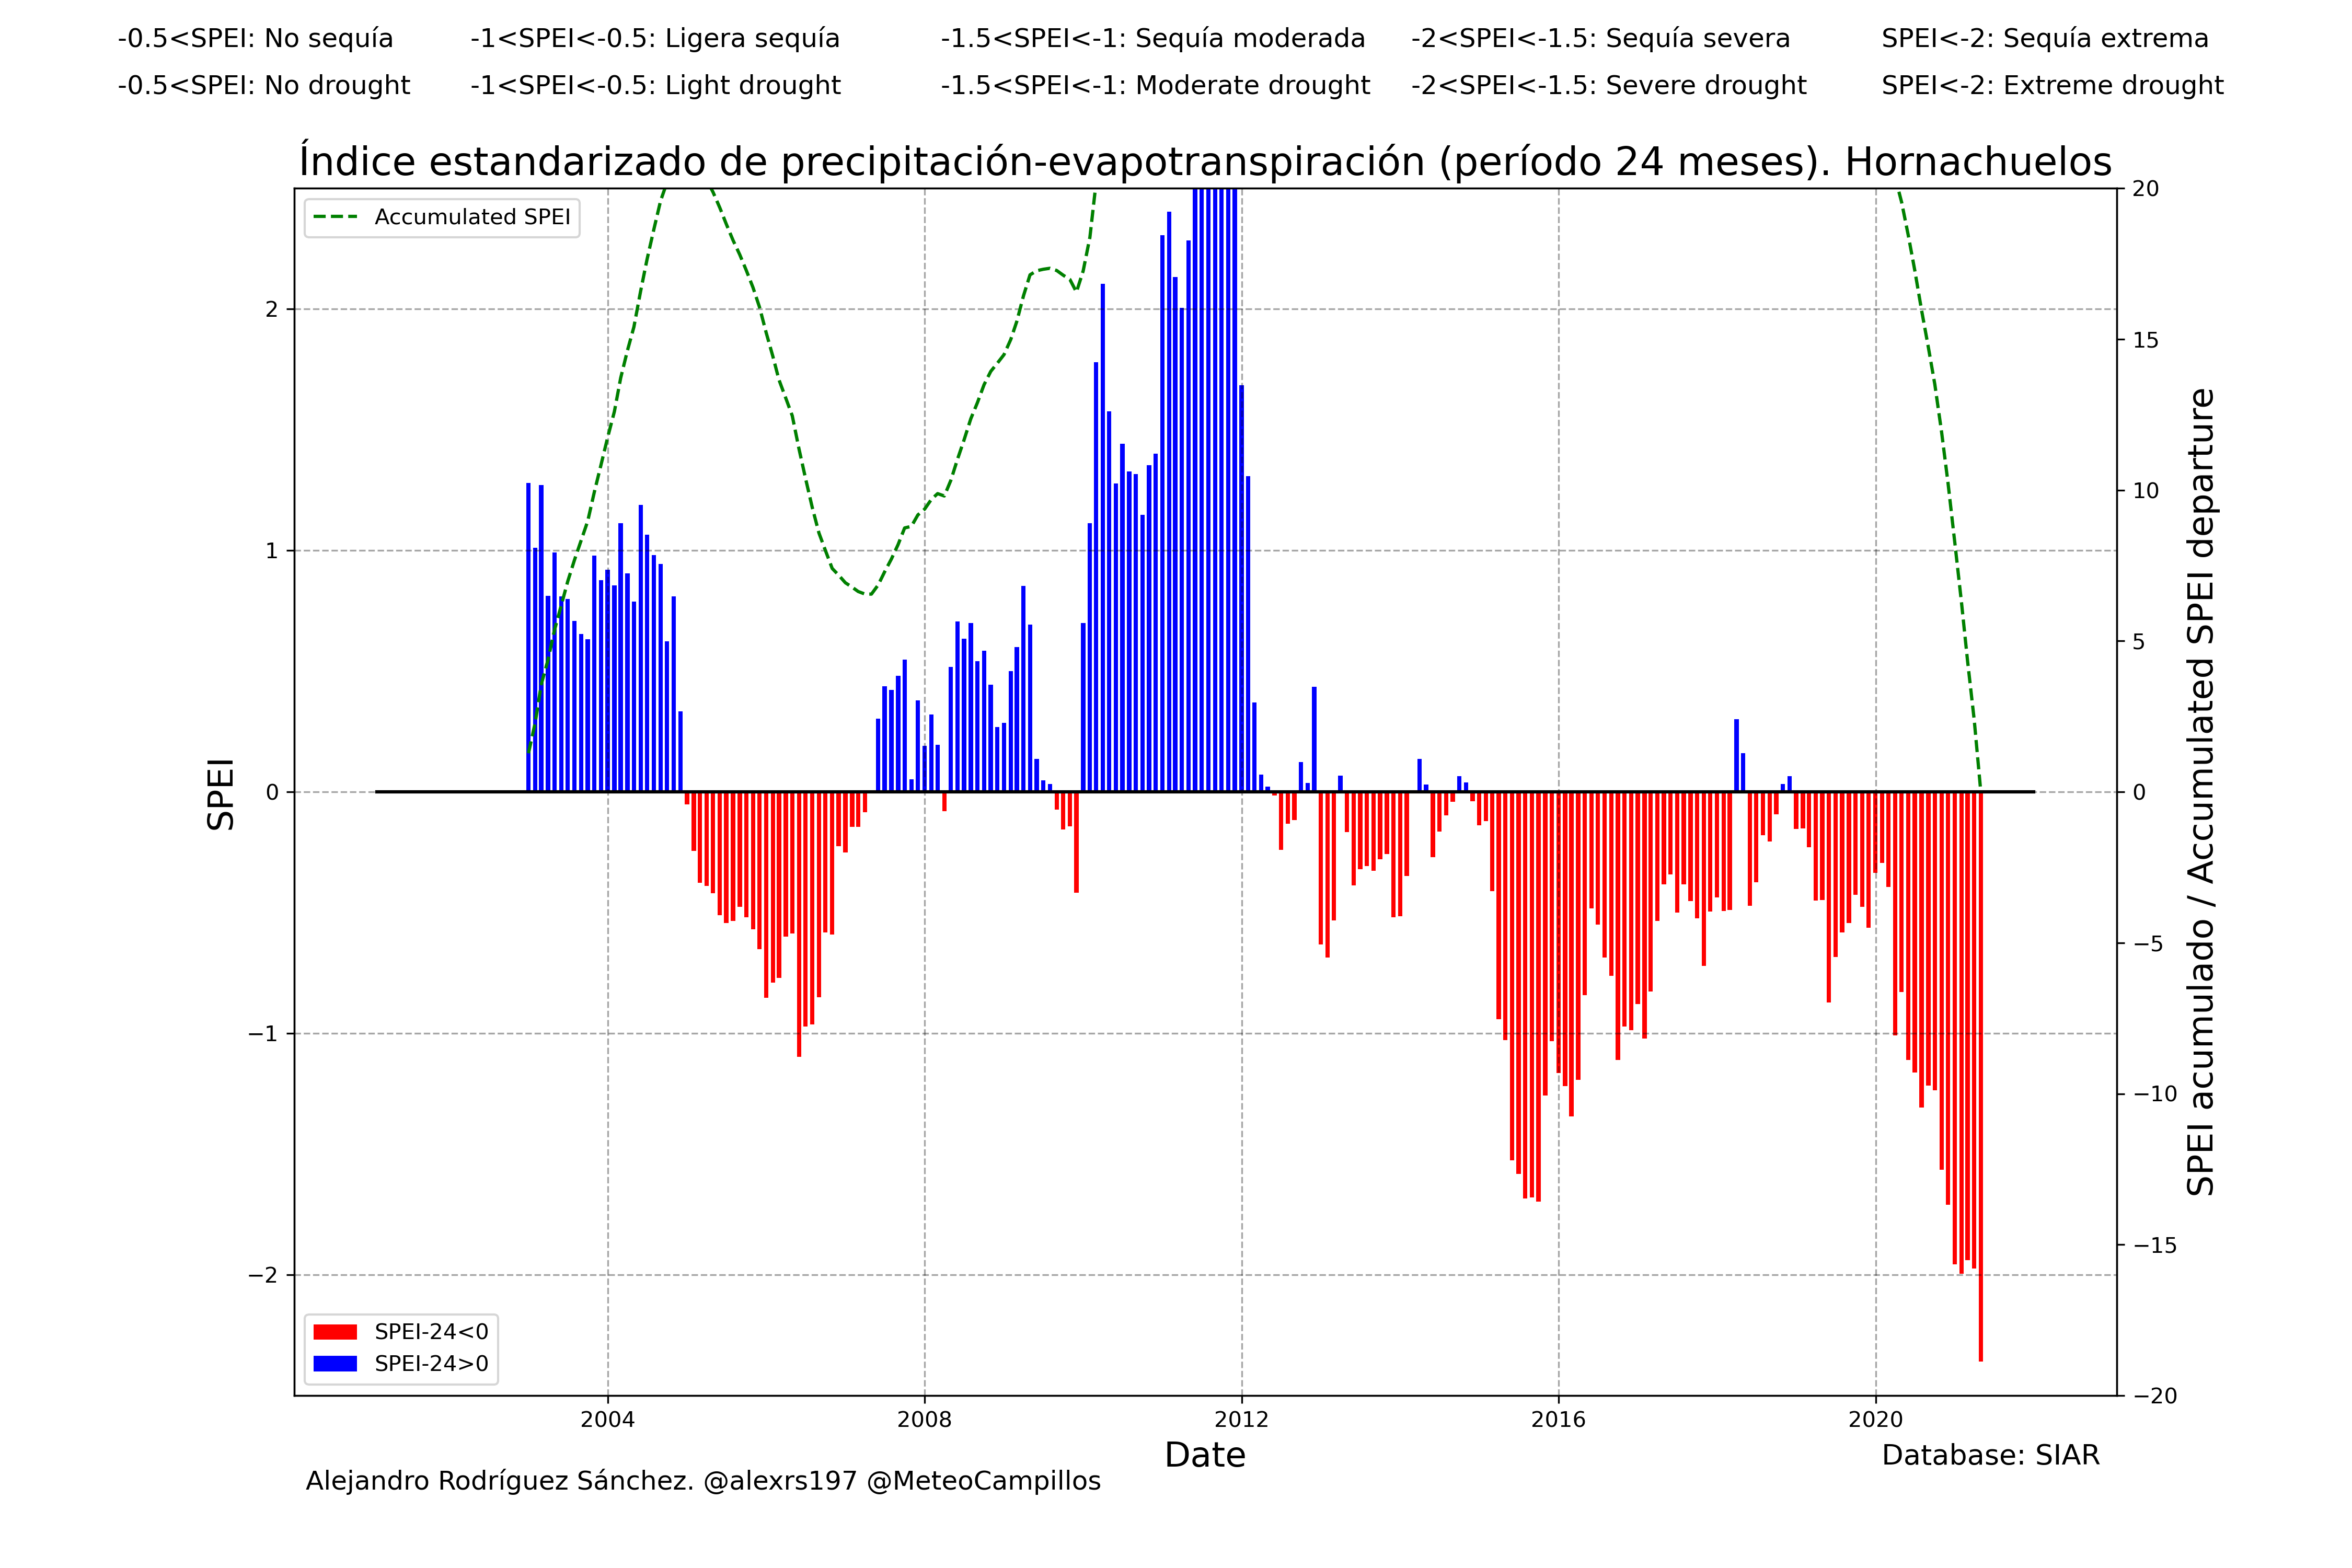 -0.5<SPEI: No sequía
-1<SPEI<-0.5: Ligera sequía
-1.5<SPEI<-1: Sequía moderada
-2<SPEI<-1.5: Sequía severa
SPEI<-2: Sequía extrema
-0.5<SPEI: No drought
-1<SPEI<-0.5: Light drought
-1.5<SPEI<-1: Moderate drought
-2<SPEI<-1.5: Severe drought
SPEI<-2: Extreme drought
Índice estandarizado de precipitación-evapotranspiración (período 24 meses). Hornachuelos
Accumulated SPEI
2
1
0
−1
−2
SPEI
20
15
10
5
0
−5
−10
−15
−20
SPEI acumulado / Accumulated SPEI departure
SPEI-24<0
SPEI-24>0
2004
2008
2012
2016
2020
Date
Database: SIAR
Alejandro Rodríguez Sánchez. @alexrs197 @MeteoCampillos